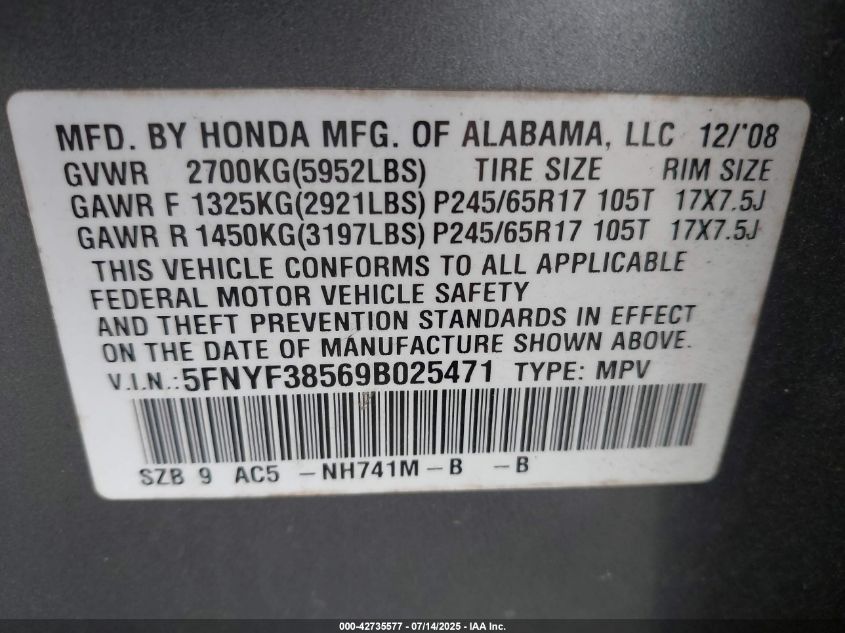 MFD. BY HONDA MFG. OF ALABAMA, LLC 12/'08
GVWR 2700KG(5952LBS) TIRE SIZE RIM SIZE
GAWR F 1325KG(2921LBS) P245/65R17 105T 17X7.5J
GAWR R 1450KG(3197LBS) P245/65R17 105T 17X7.5J
THIS VEHICLE CONFORMS TO ALL APPLICABLE
FEDERAL MOTOR VEHICLE SAFETY
AND THEFT PREVENTION STANDARDS IN EFFECT
ON THE DATE OF MANUFACTURE SHOWN ABOVE.
V.I.N.:5FNYF38569B025471 TYPE: MPV
SZB 9 AC5 -NH741M-B -B
000-42735577 - 07/14/2025 - IAA Inc.